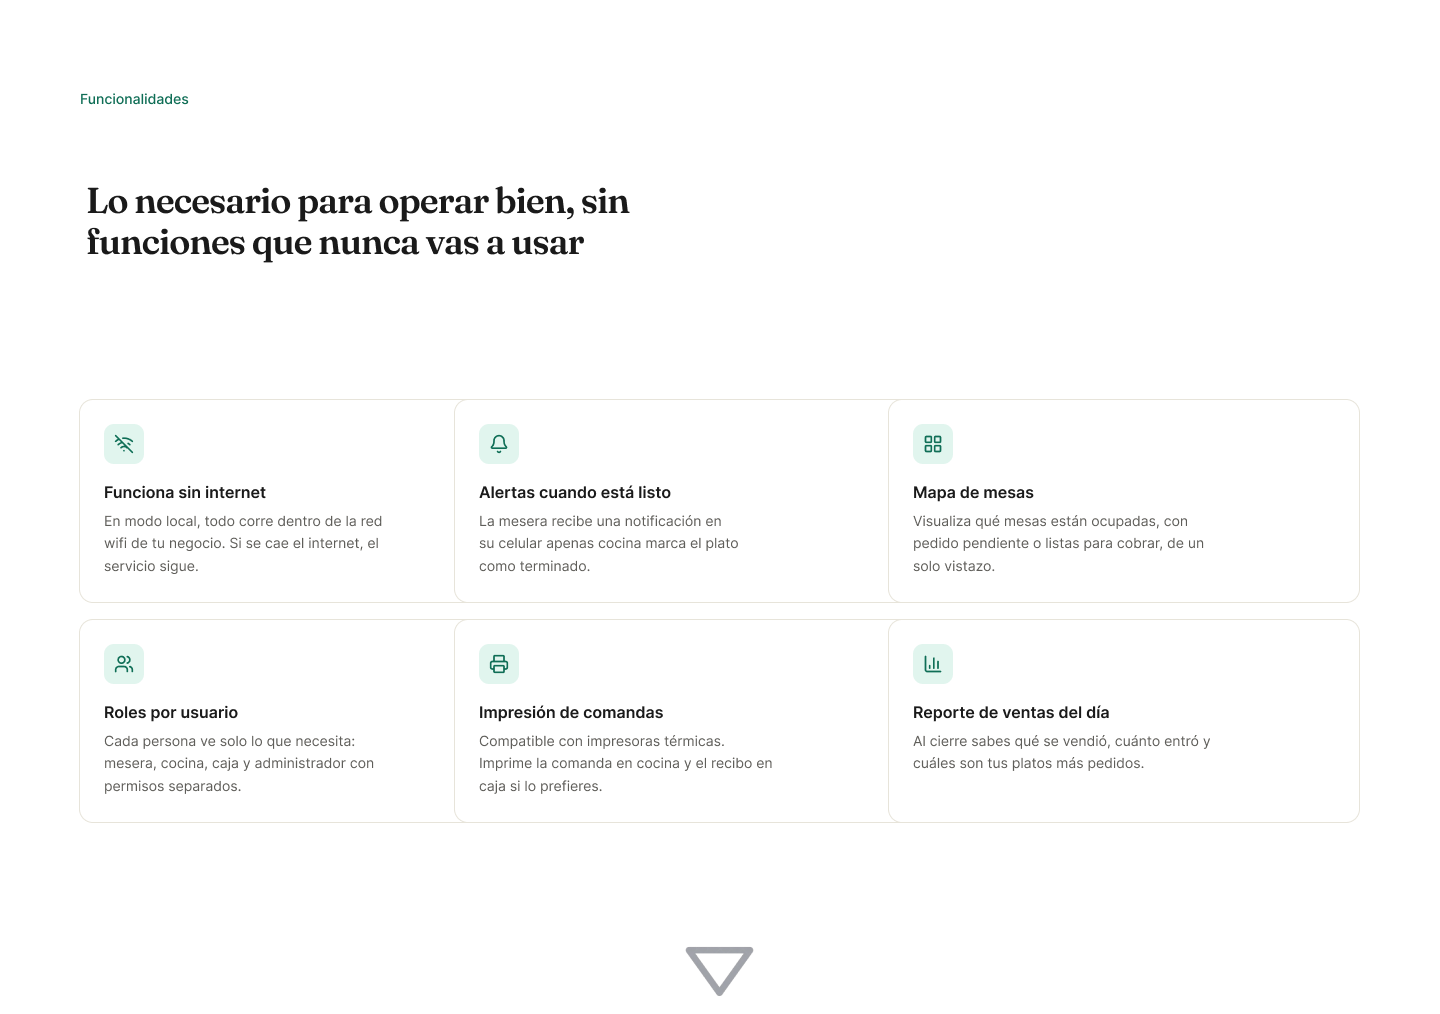 Funcionalidades
Lo necesario para operar bien, sin
funciones que nunca vas a usar
Funciona sin internet
En modo local, todo corre dentro de la red
wifi de tu negocio. Si se cae el internet, el
servicio sigue.
Alertas cuando está listo
La mesera recibe una notificación en
su celular apenas cocina marca el plato
como terminado.
Mapa de mesas
Visualiza qué mesas están ocupadas, con
pedido pendiente o listas para cobrar, de un
solo vistazo.
Roles por usuario
Cada persona ve solo lo que necesita:
mesera, cocina, caja y administrador con
permisos separados.
Impresión de comandas
Compatible con impresoras térmicas.
Imprime la comanda en cocina y el recibo en
caja si lo prefieres.
Reporte de ventas del día
Al cierre sabes qué se vendió, cuánto entró y
cuáles son tus platos más pedidos.